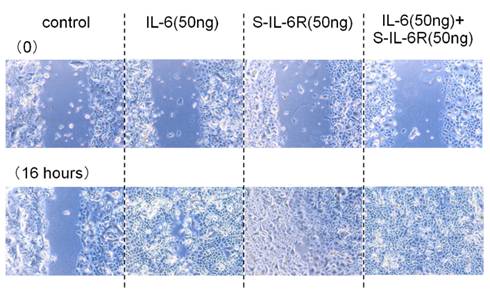 control
IL-6(50ng)
S-IL-6R(50ng)
IL-6(50ng)+
S-IL-6R(50ng)
（0）
（16 hours）